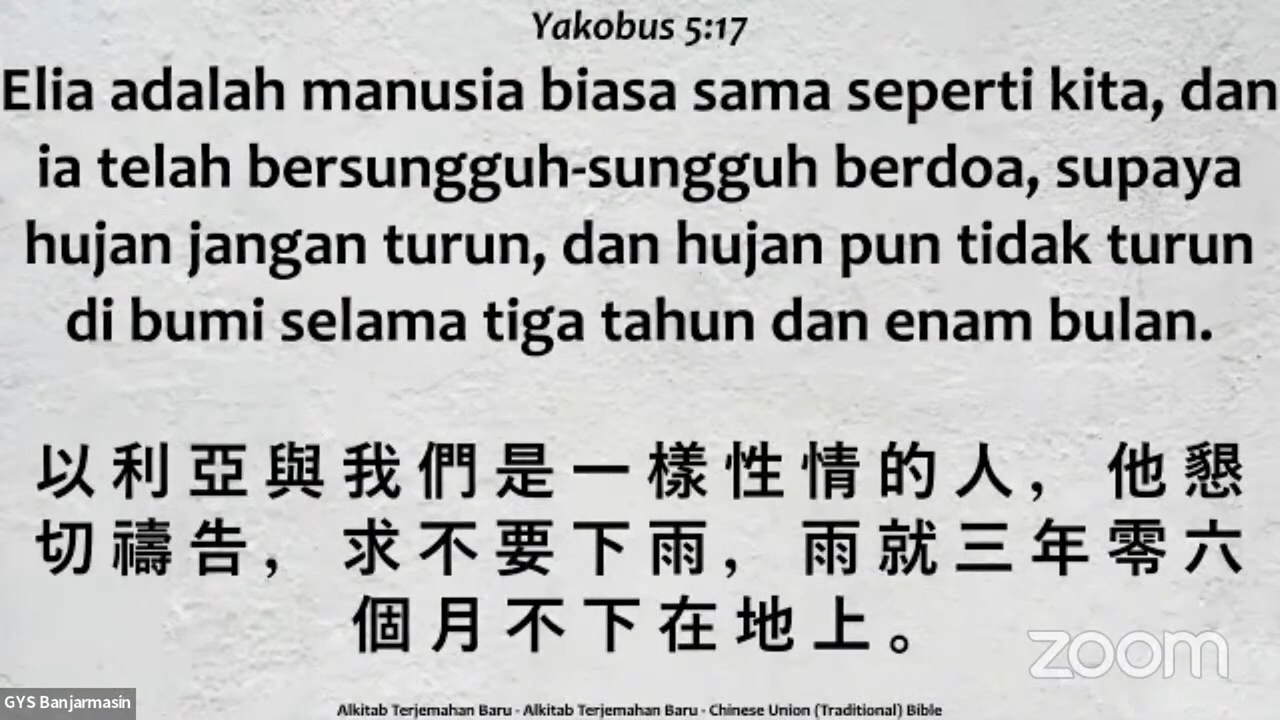 Yakobus 5:17
Elia adalah manusia biasa sama seperti kita, dan
ia telah bersungguh-sungguh berdoa, supaya
hujan jangan turun, dan hujan pun tidak turun
di bumi selama tiga tahun dan enam bulan.
以利亞與我們是一樣性情的人，他懇
切禱告，求不要下雨，雨就三年零六
個月不下在地上。
zoom
GYS Banjarmasin
Alkitab Terjemahan Baru - Alkitab Terjemahan Baru - Chinese Union (Traditional) Bible